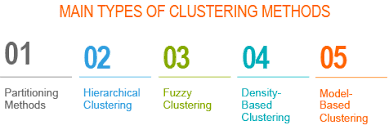 MAIN TYPES OF CLUSTERING METHODS
01 02 03 04 05
Partitioning Methods
Hierarchical Clustering
Fuzzy Clustering
Density-
Based Clustering
Model-
Based Clustering